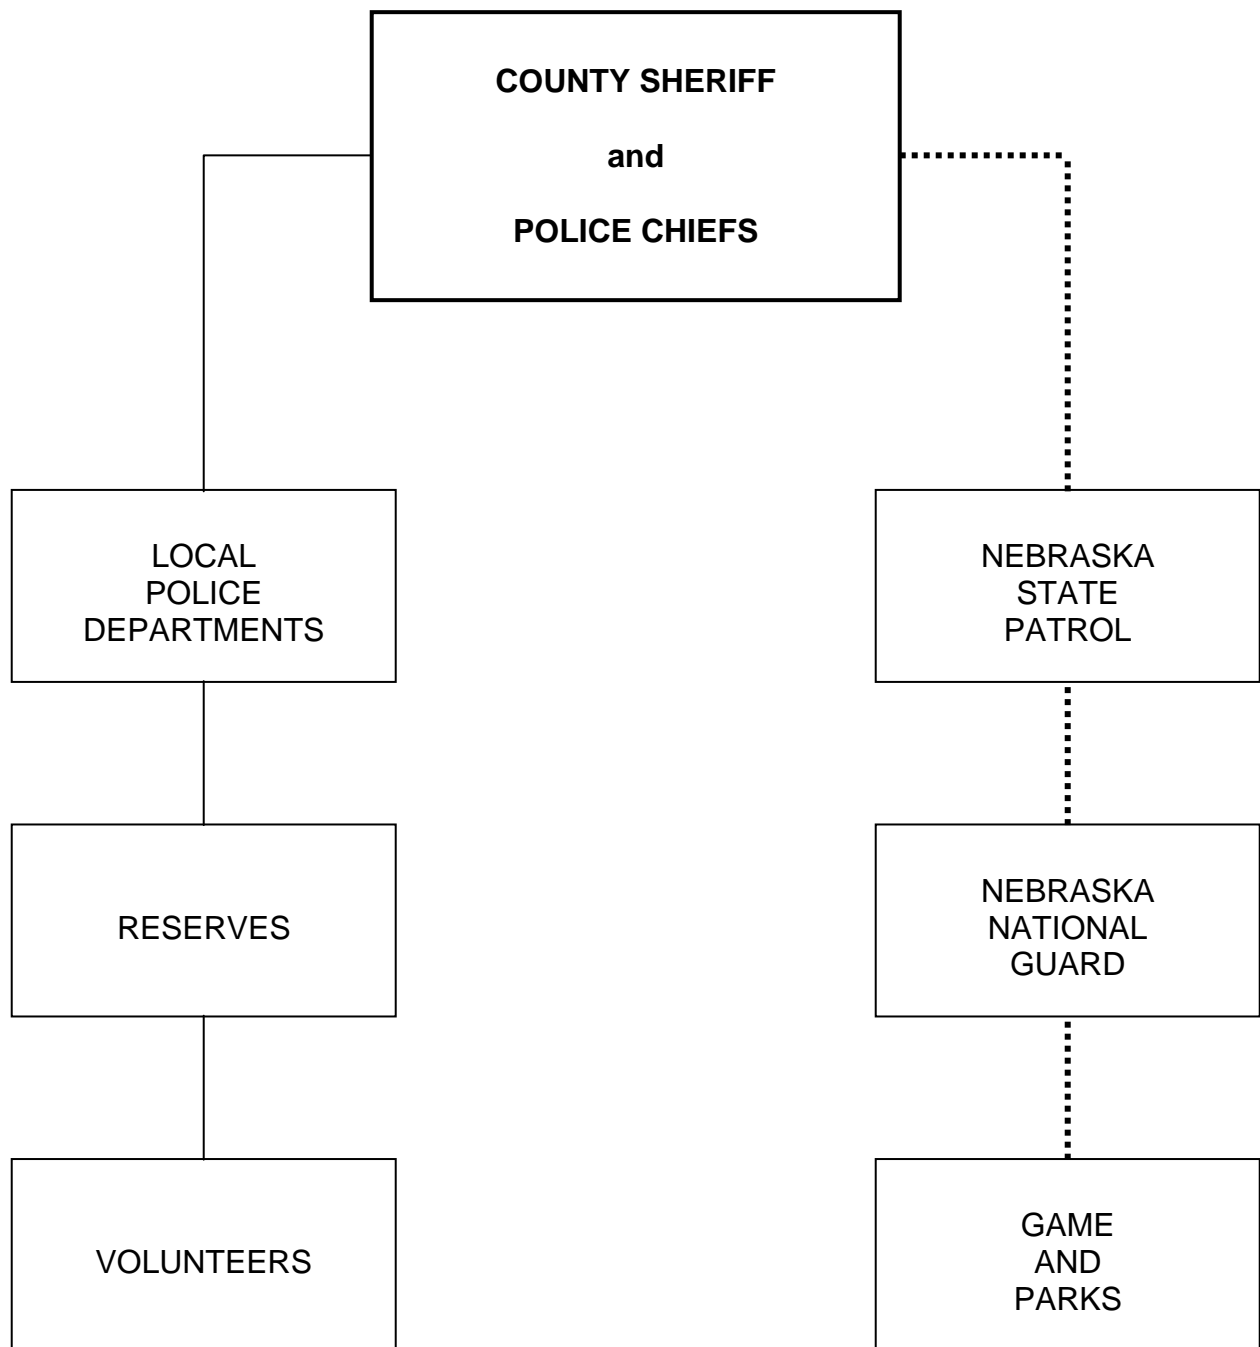 COUNTY SHERIFF
and
POLICE CHIEFS
LOCAL
POLICE
DEPARTMENTS
NEBRASKA
STATE
PATROL
RESERVES
NEBRASKA
NATIONAL
GUARD
VOLUNTEERS
GAME
AND
PARKS